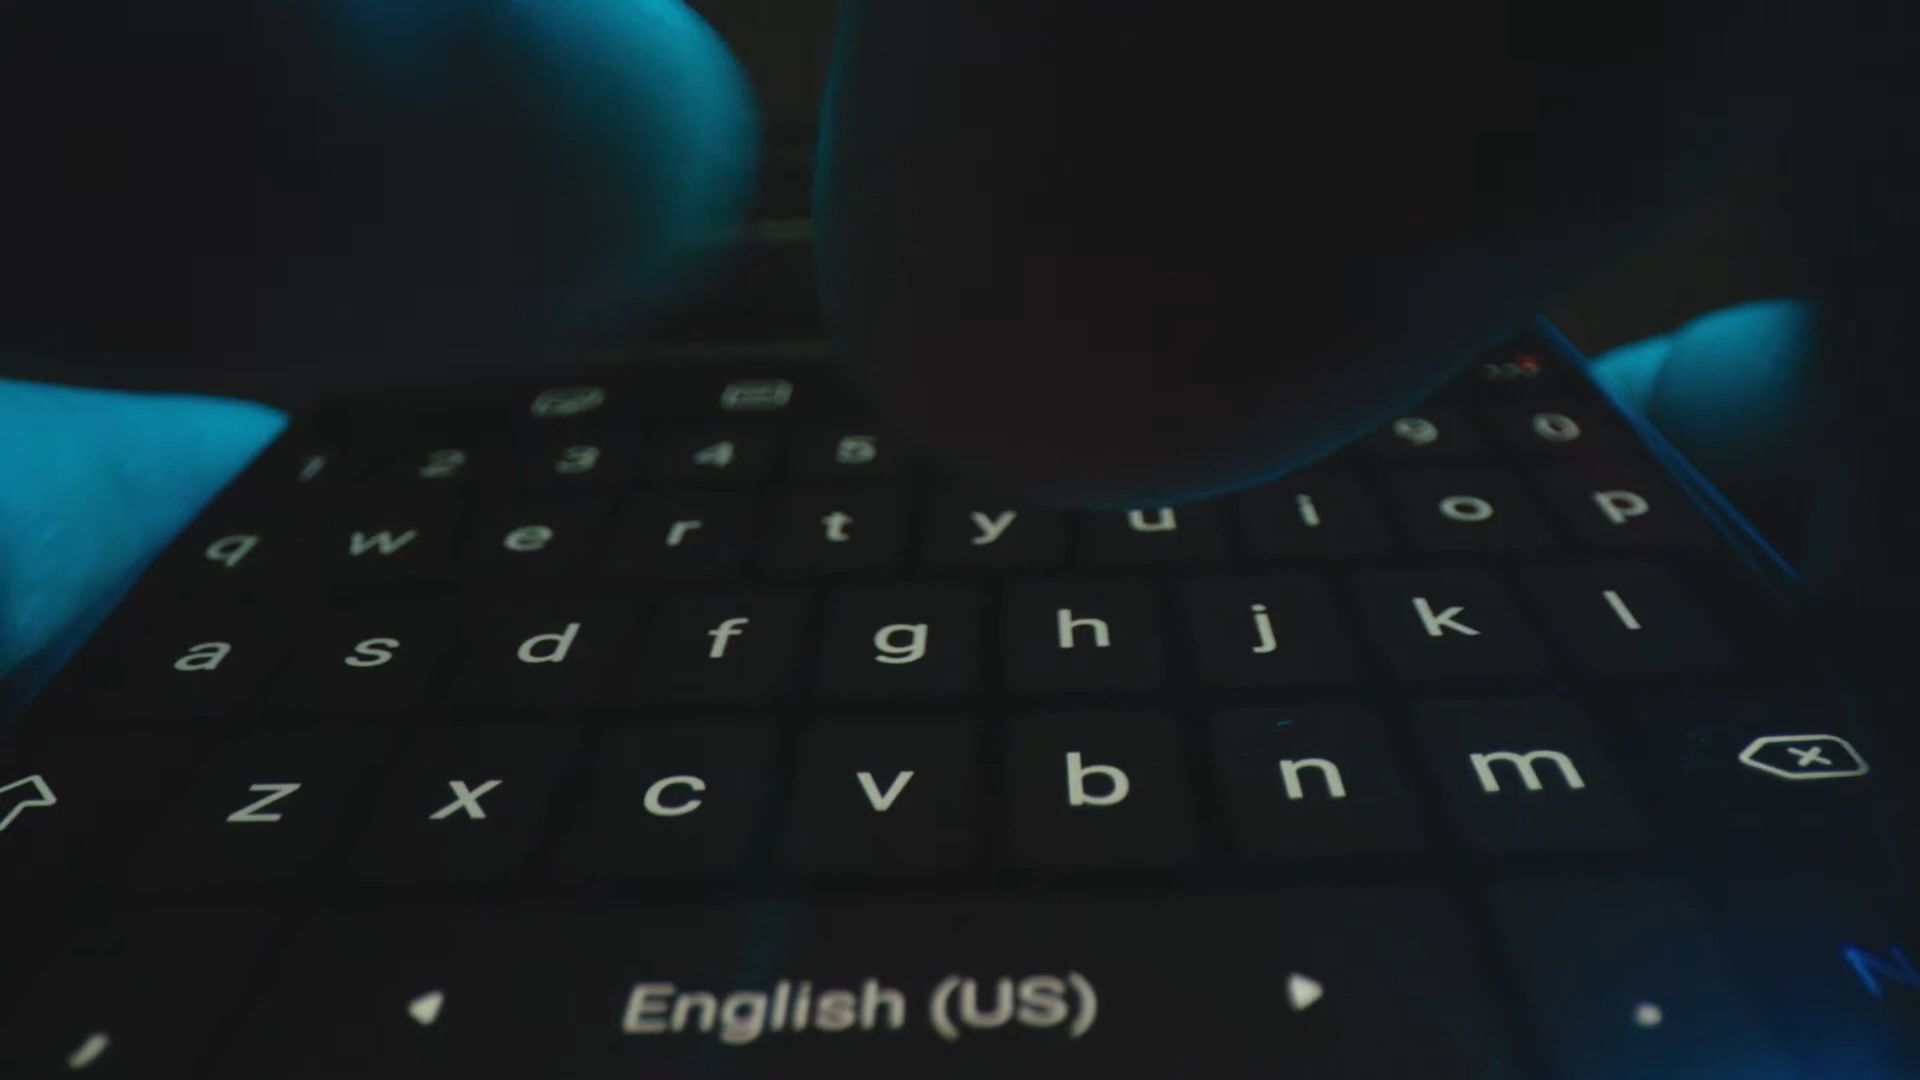 1 2 3 4 5 9 0
q w e r t y u i o p
a s d f g h j k l
z x c v b n m
, English (US) .